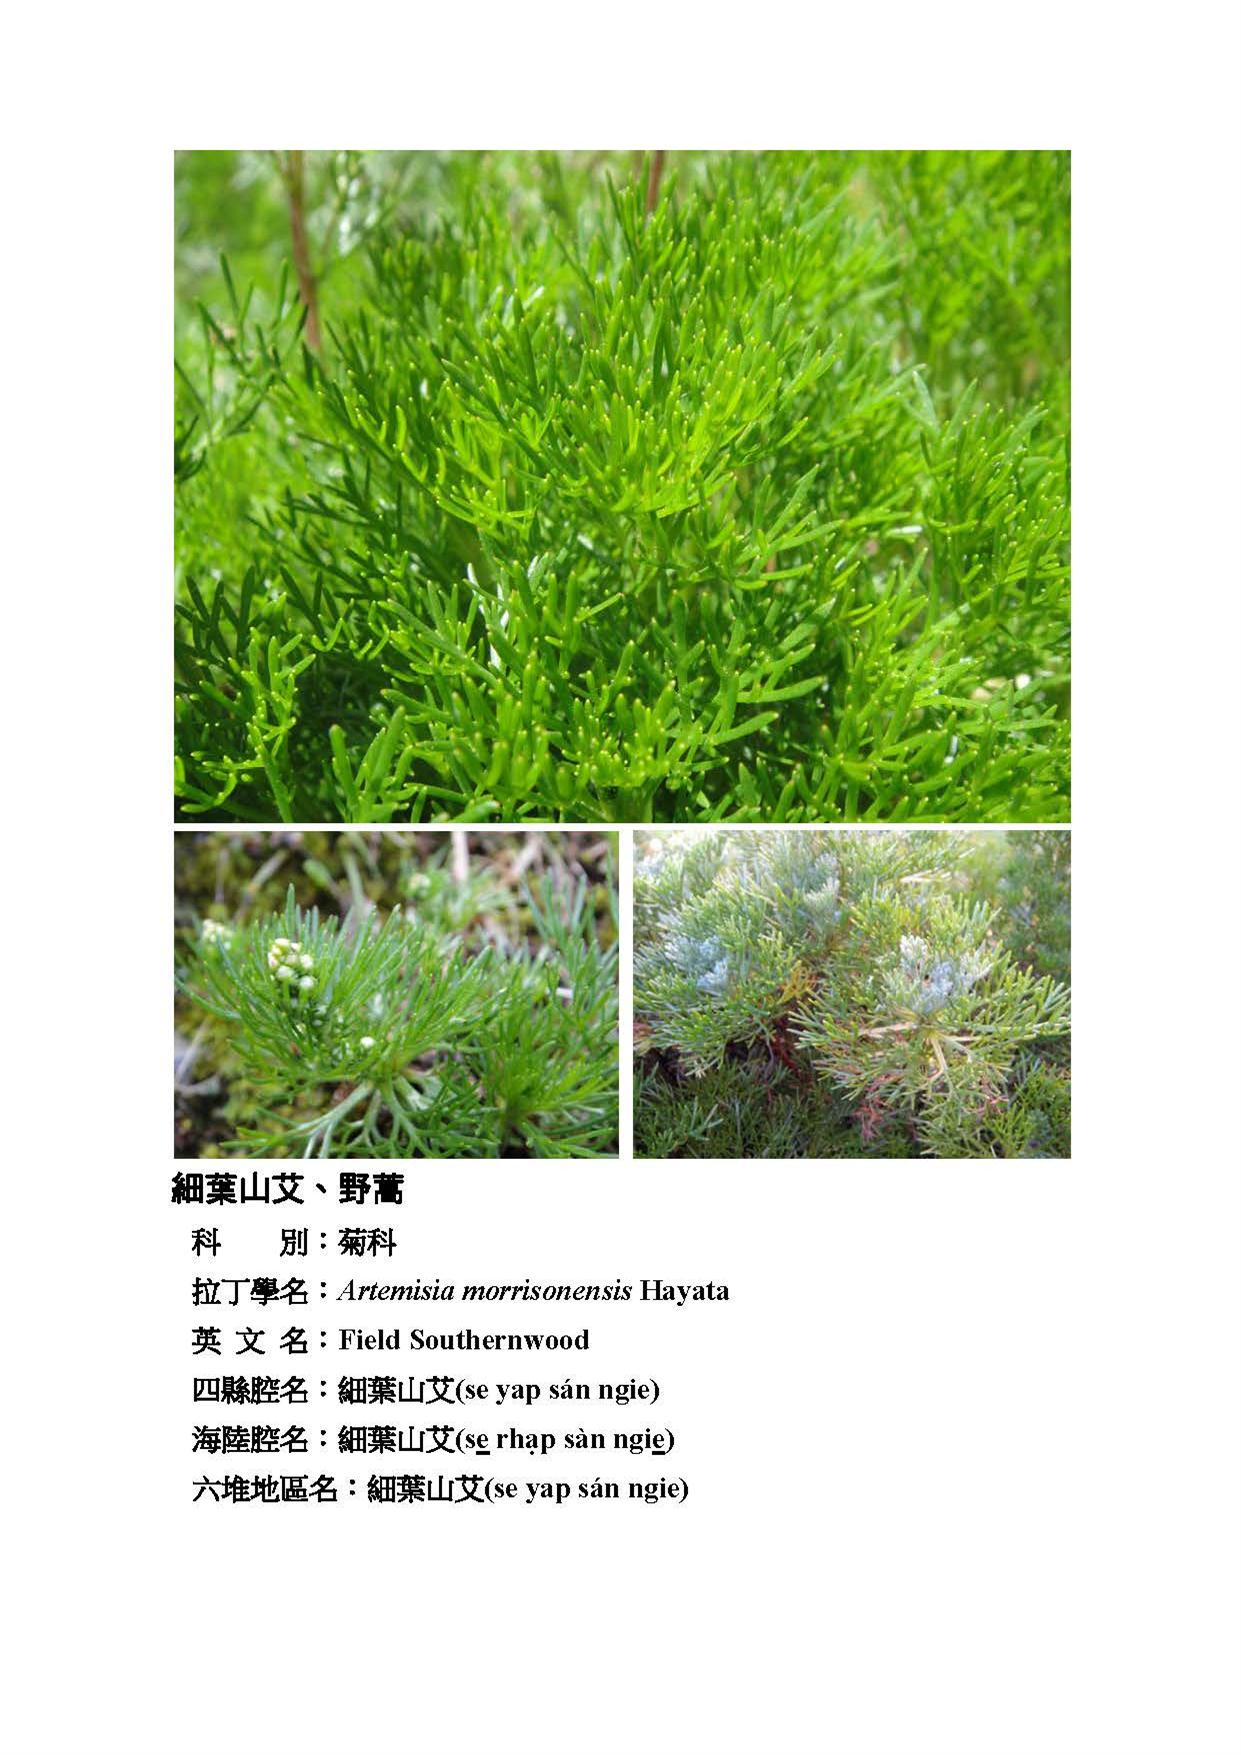 細葉山艾、野蒿
科　　別：菊科
拉丁學名：Artemisia morrisonensis Hayata
英 文 名：Field Southernwood
四縣腔名：細葉山艾(se yap sán ngie)
海陸腔名：細葉山艾(se̲ rhạp sàn ngie̲)
六堆地區名：細葉山艾(se yap sán ngie)